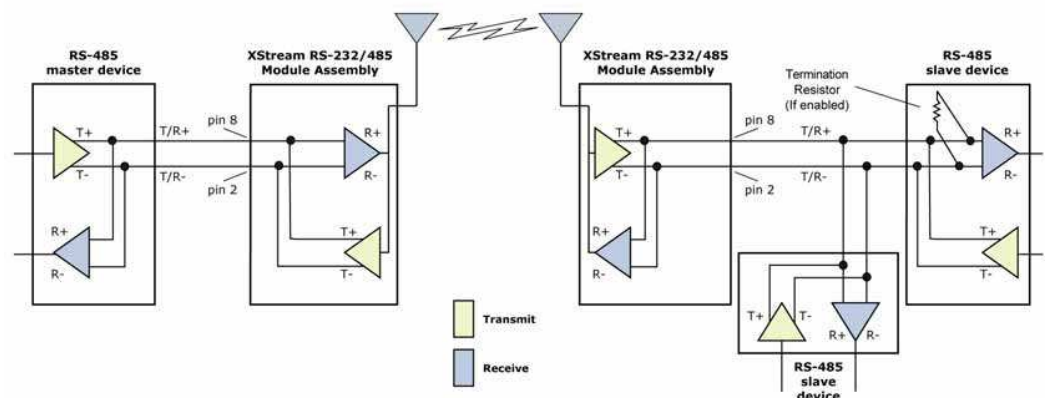 RS-485
master device
XStream RS-232/485
Module Assembly
XStream RS-232/485
Module Assembly
RS-485
slave device
Termination
Resistor
(If enabled)
T+
T/R+
pin 8
R+
T-
T/R-
pin 2
R-
R+
R-
T+
T-
T+
pin 8
T/R+
R+
T-
pin 2
T/R-
R-
R+
R-
T+
T-
T+
T-
R+
R-
Transmit
Receive
RS-485
slave
device